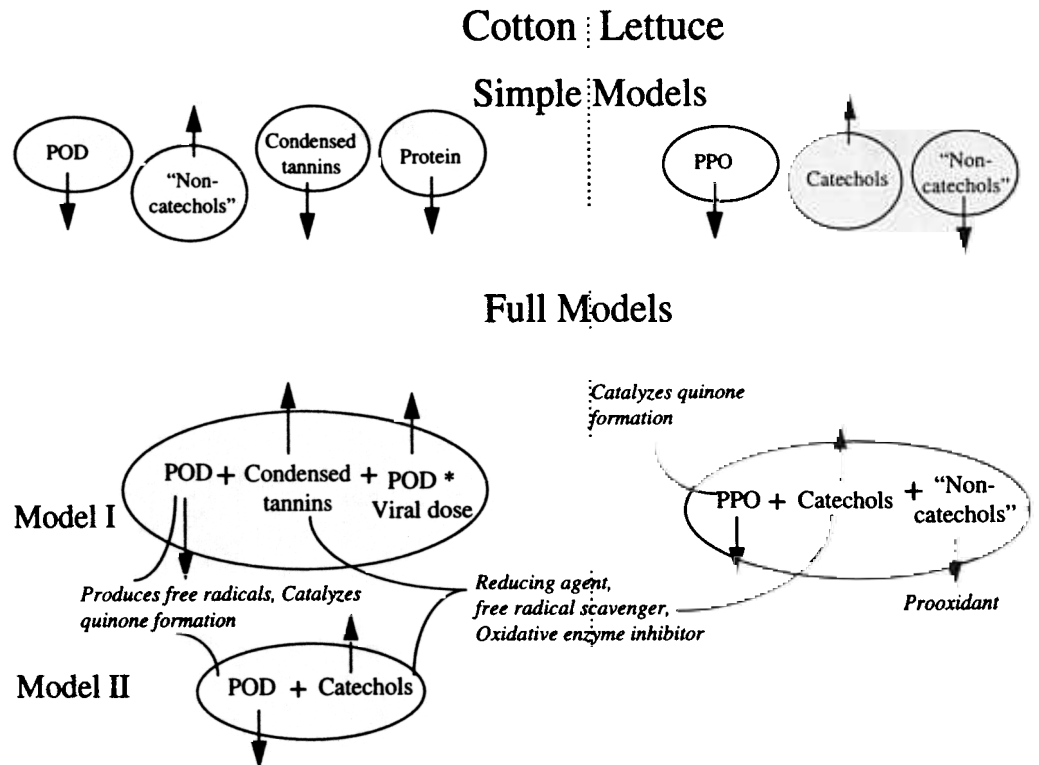 Cotton Lettuce
Simple Models
POD
"Non-
catechols"
Condensed
tannins
Protein
PPO
Catechols
"Non-
catechols"
Full Models
Catalyzes quinone
formation
Model I
POD + Condensed
tannins
+ POD *
Viral dose
PPO + Catechols + "Non-
catechols"
Produces free radicals, Catalyzes
quinone formation
Reducing agent,
free radical scavenger,
Oxidative enzyme inhibitor
Prooxidant
Model II
POD + Catechols